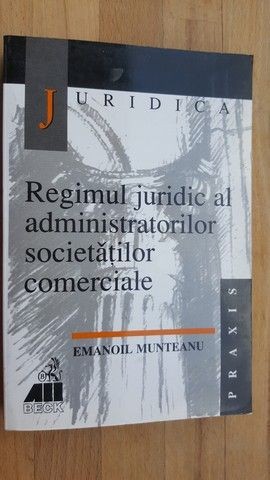 JURIDICA
Regimul juridic al
administratorilor
societăților
comerciale
EMANOIL MUNTEANU
PRAXIS
ALL
BECK